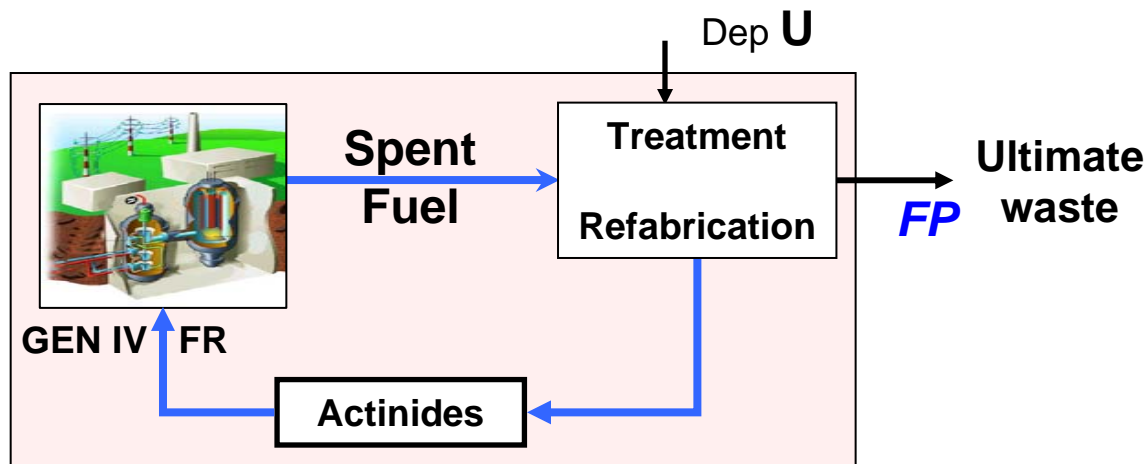 Dep U
Spent
Fuel
Treatment
Refabrication
Ultimate
waste
FP
GEN IV FR
Actinides